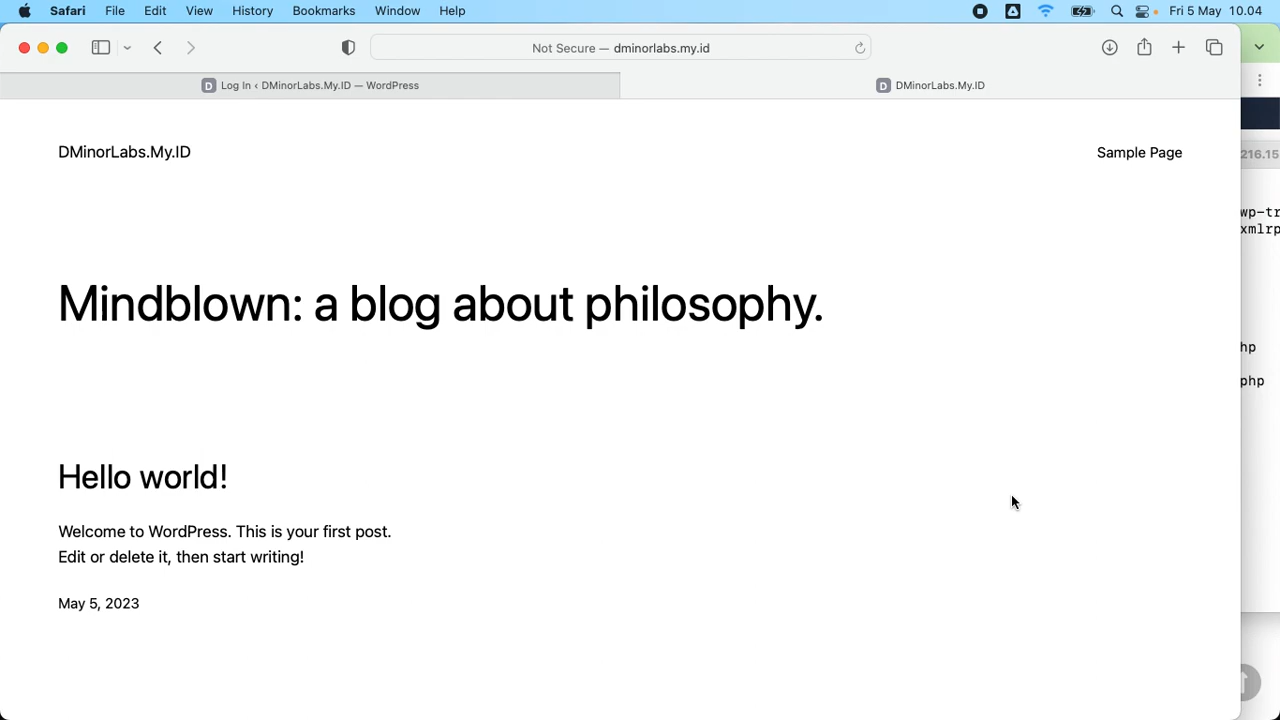 Safari File Edit View History Bookmarks Window Help Fri 5 May 10.04
Not Secure — dminorlabs.my.id
D Log In ‹ DMinorLabs.My.ID — WordPress
D DMinorLabs.My.ID
DMinorLabs.My.ID
Sample Page
216.15
wp-tr
xmlrp
Mindblown: a blog about philosophy.
hp
php
Hello world!
Welcome to WordPress. This is your first post.
Edit or delete it, then start writing!
May 5, 2023